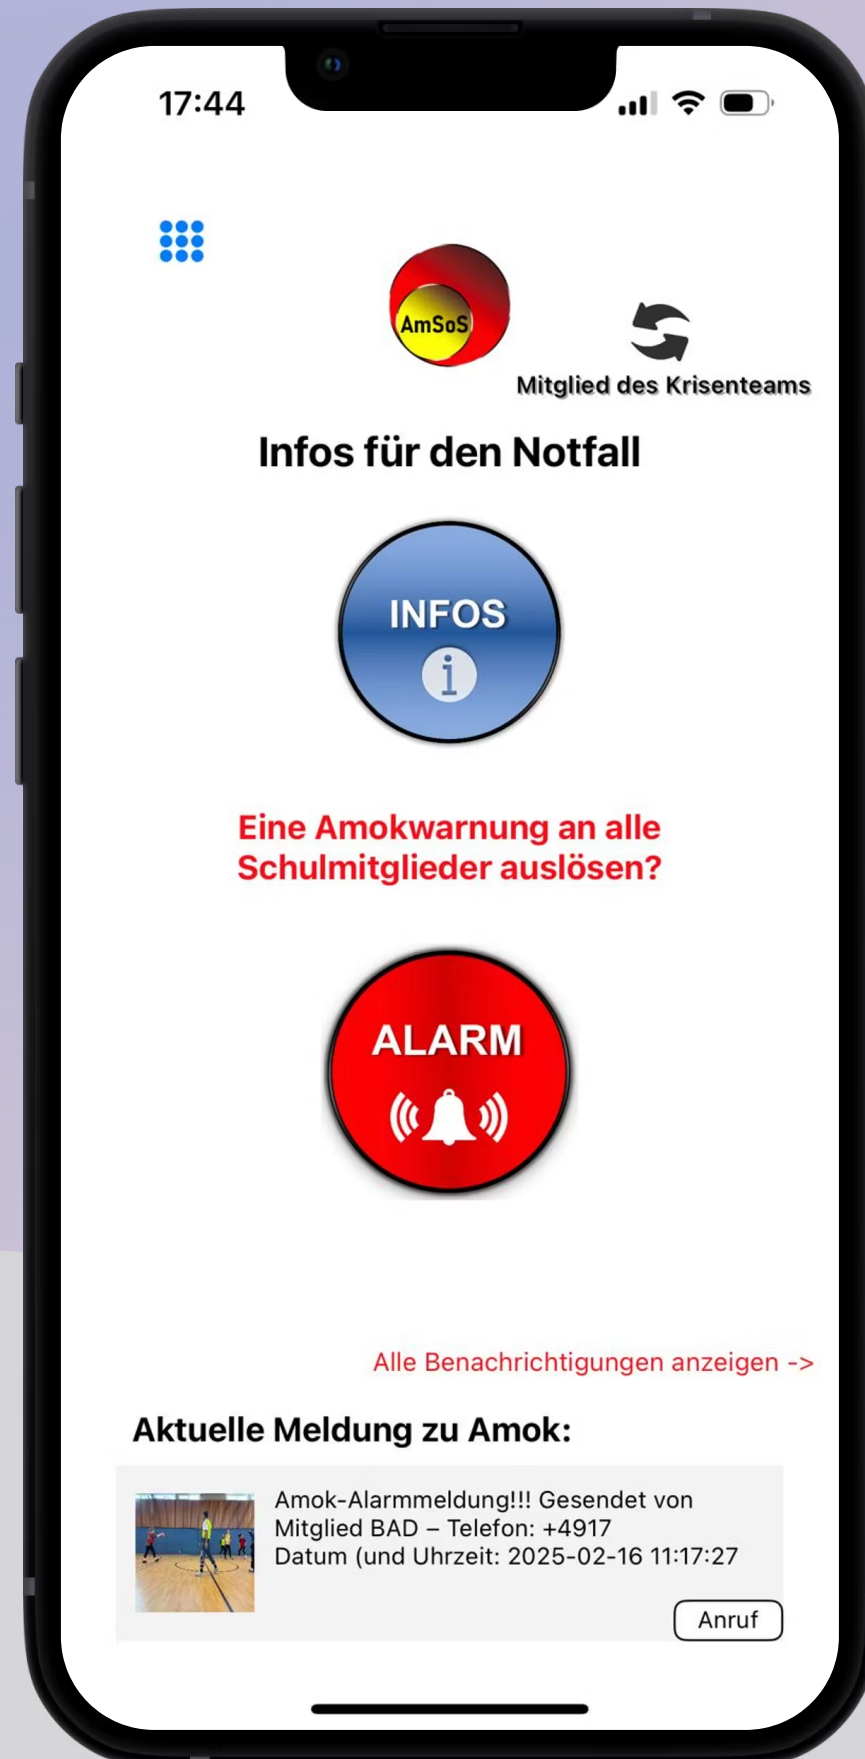 17:44
AmSoS
Mitglied des Krisenteams
Infos für den Notfall
INFOS
i
Eine Amokwarnung an alle
Schulmitglieder auslösen?
ALARM
Alle Benachrichtigungen anzeigen ->
Aktuelle Meldung zu Amok:
Amok-Alarmmeldung!!! Gesendet von
Mitglied BAD – Telefon: +4917
Datum (und Uhrzeit: 2025-02-16 11:17:27
Anruf